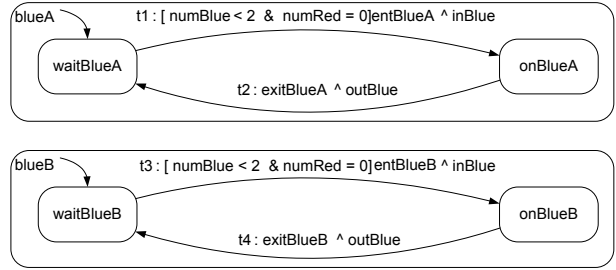 blueA
t1 : [ numBlue < 2 & numRed = 0]entBlueA ^ inBlue
waitBlueA
onBlueA
t2 : exitBlueA ^ outBlue
blueB
t3 : [ numBlue < 2 & numRed = 0]entBlueB ^ inBlue
waitBlueB
onBlueB
t4 : exitBlueB ^ outBlue